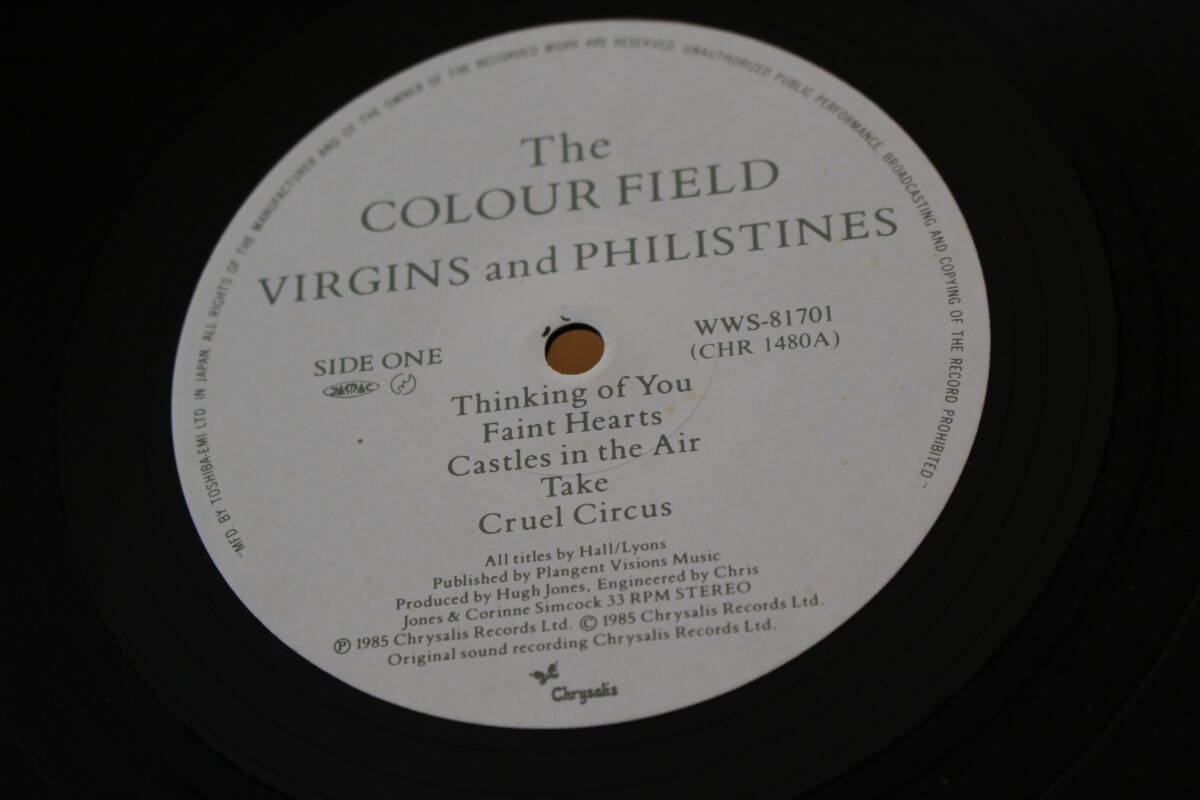 The
COLOUR FIELD
VIRGINS and PHILISTINES
SIDE ONE
JASRAC
WWS-81701
(CHR 1480A)
Thinking of You
Faint Hearts
Castles in the Air
Take
Cruel Circus
All titles by Hall/Lyons
Published by Plangent Visions Music
Produced by Hugh Jones, Engineered by Chris
Jones & Corinne Simcock 33 RPM STEREO
℗ 1985 Chrysalis Records Ltd. © 1985 Chrysalis Records Ltd.
Original sound recording Chrysalis Records Ltd.
Chrysalis
"MFD. BY TOSHIBA-EMI LTD. IN JAPAN. ALL RIGHTS OF THE MANUFACTURER AND OF THE OWNER OF THE RECORDED WORK ARE RESERVED. UNAUTHORIZED PUBLIC PERFORMANCE, BROADCASTING AND COPYING OF THE RECORD PROHIBITED."